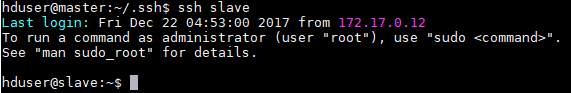 hduser@master:~/.ssh$ ssh slave
Last login: Fri Dec 22 04:53:00 2017 from 172.17.0.12
To run a command as administrator (user "root"), use "sudo <command>".
See "man sudo_root" for details.
hduser@slave:~$